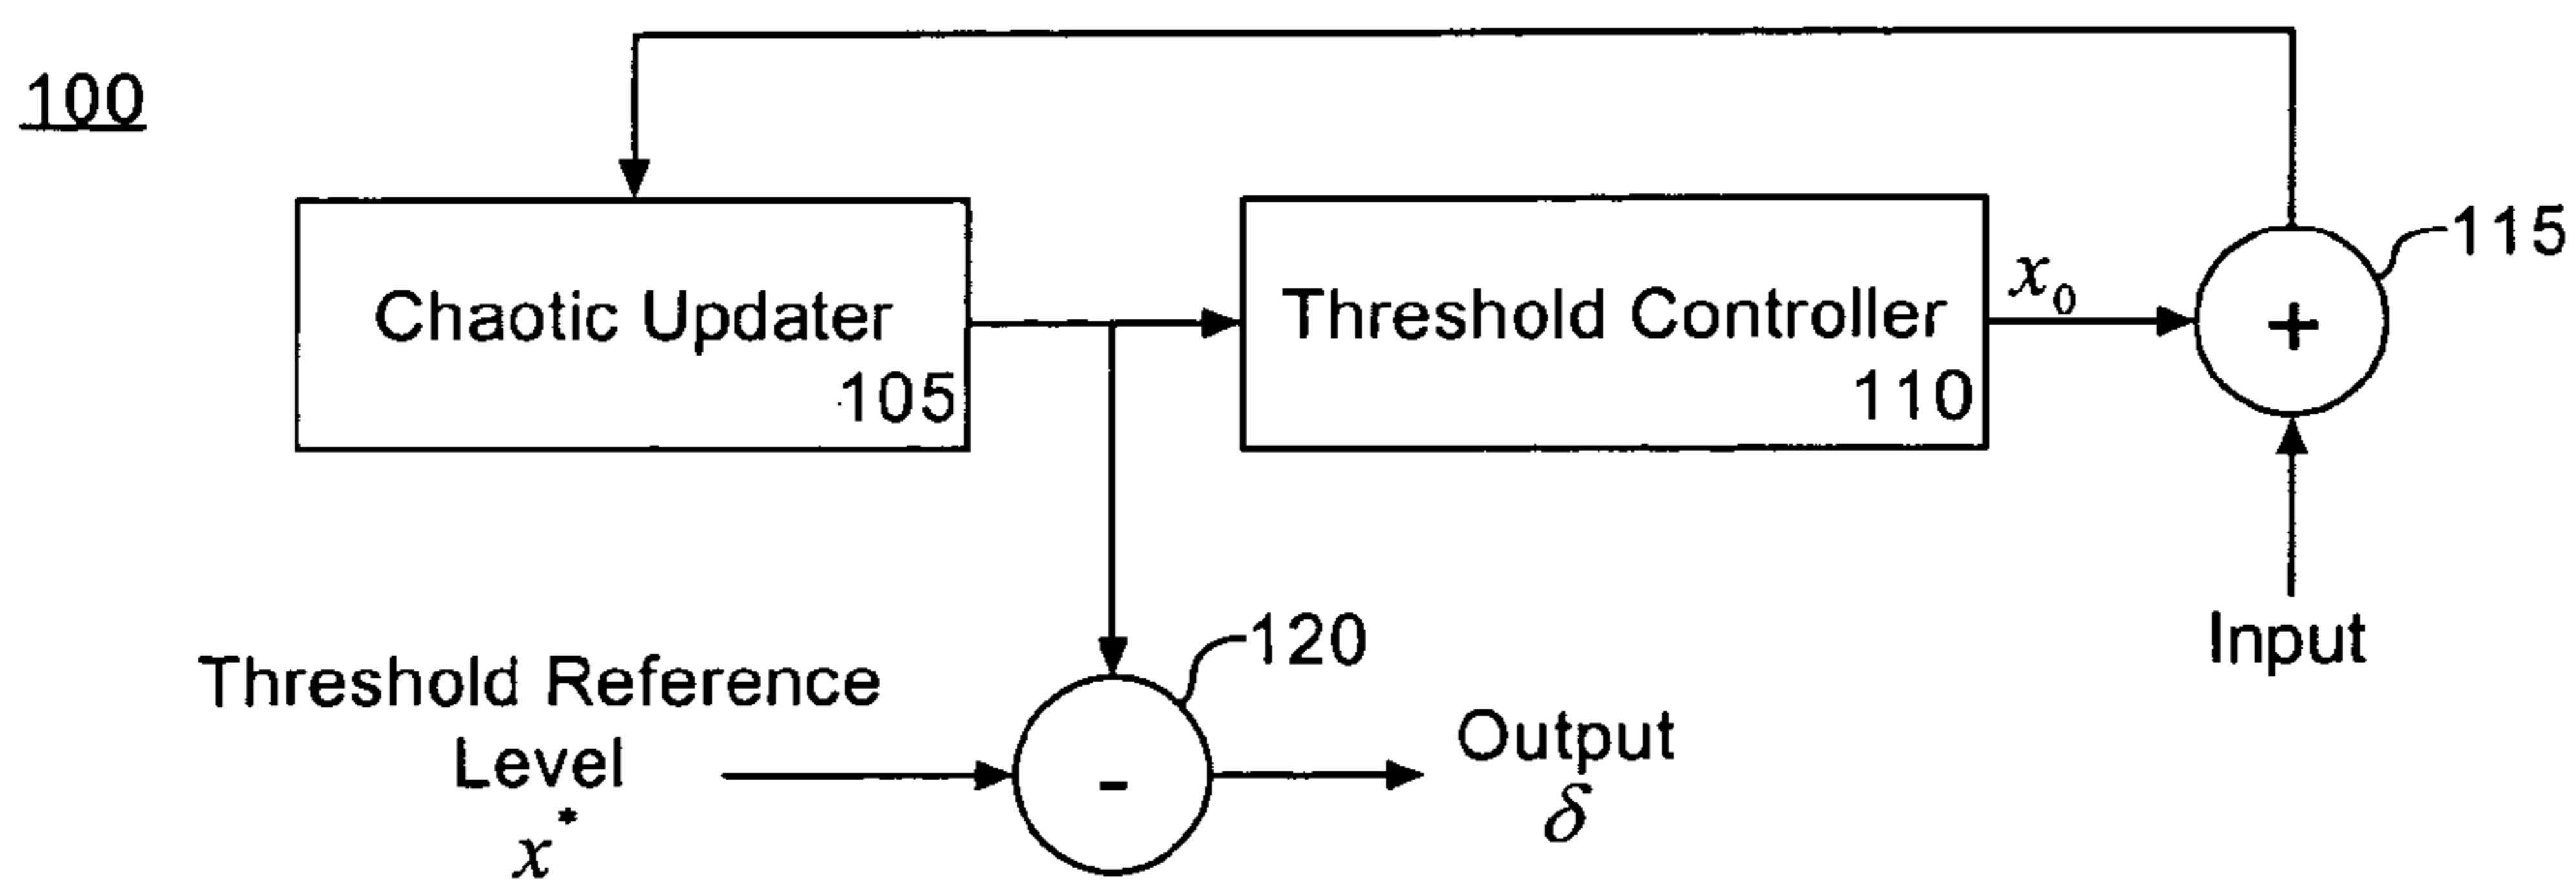 100
Chaotic Updater
105
Threshold Controller
110
x₀
115
+
Input
120
Threshold Reference
Level
x*
-
Output
δ